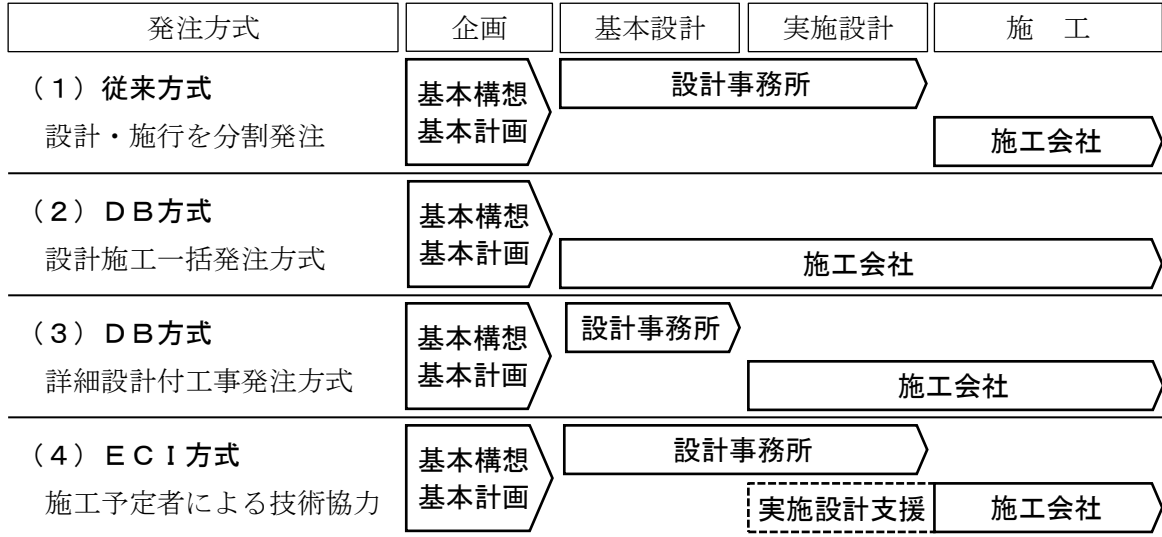 発注方式 企画 基本設計 実施設計 施 工
(1)従来方式
設計・施行を分割発注
基本構想
基本計画
設計事務所
施工会社
(2)DB方式
設計施工一括発注方式
基本構想
基本計画
施工会社
(3)DB方式
詳細設計付工事発注方式
基本構想
基本計画
設計事務所
施工会社
(4)ECI方式
施工予定者による技術協力
基本構想
基本計画
設計事務所
実施設計支援 施工会社